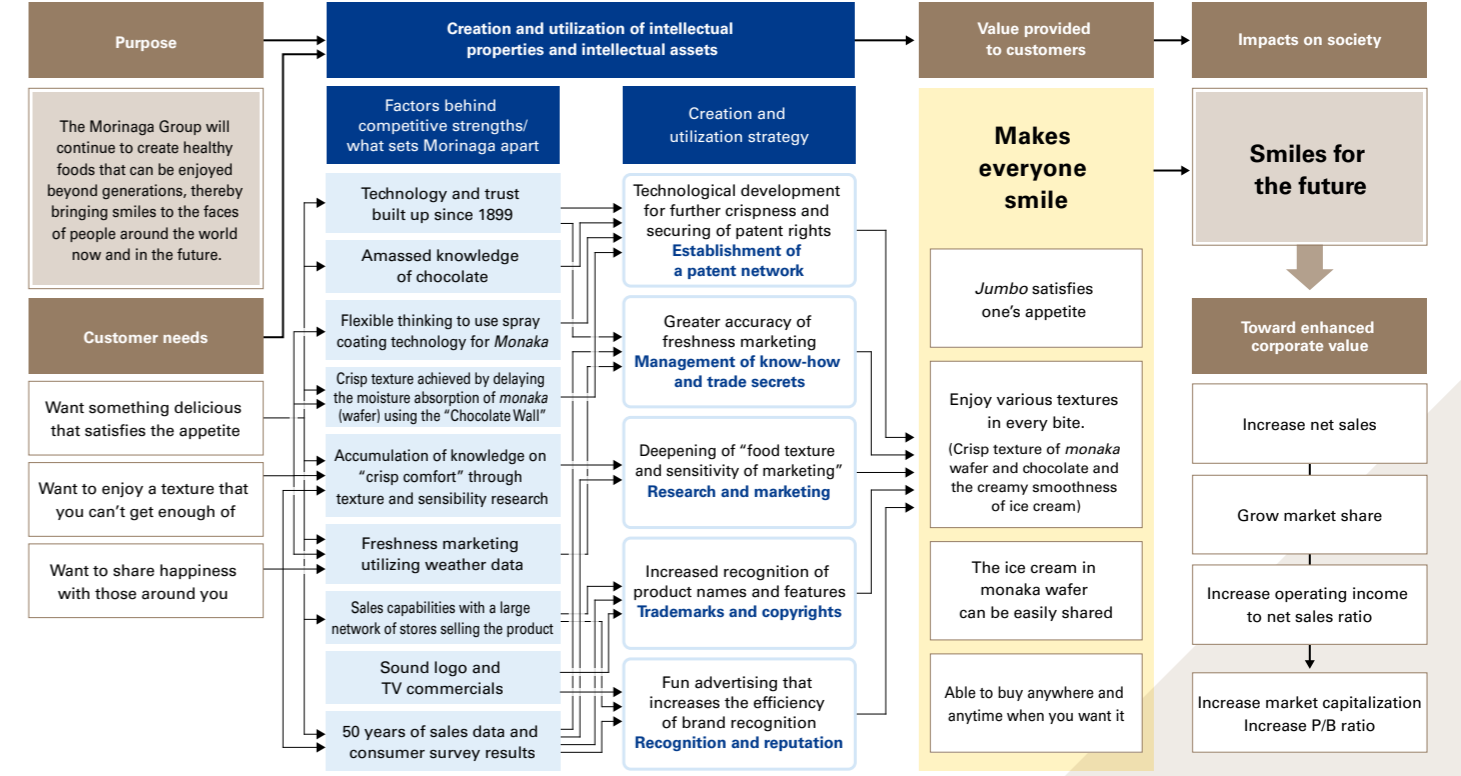 Purpose
The Morinaga Group will
continue to create healthy
foods that can be enjoyed
beyond generations, thereby
bringing smiles to the faces
of people around the world
now and in the future.
Customer needs
Want something delicious
that satisfies the appetite
Want to enjoy a texture that
you can't get enough of
Want to share happiness
with those around you
Creation and utilization of intellectual
properties and intellectual assets
Factors behind
competitive strengths/
what sets Morinaga apart
Technology and trust
built up since 1899
Amassed knowledge
of chocolate
Flexible thinking to use spray
coating technology for Monaka
Crisp texture achieved by delaying
the moisture absorption of monaka
(wafer) using the “Chocolate Wall”
Accumulation of knowledge on
“crisp comfort” through
texture and sensibility research
Freshness marketing
utilizing weather data
Sales capabilities with a large
network of stores selling the product
Sound logo and
TV commercials
50 years of sales data and
consumer survey results
Creation and
utilization strategy
Technological development
for further crispness and
securing of patent rights
Establishment of
a patent network
Greater accuracy of
freshness marketing
Management of know-how
and trade secrets
Deepening of “food texture
and sensitivity of marketing”
Research and marketing
Increased recognition of
product names and features
Trademarks and copyrights
Fun advertising that
increases the efficiency
of brand recognition
Recognition and reputation
Value provided
to customers
Makes
everyone
smile
Jumbo satisfies
one's appetite
Enjoy various textures
in every bite.
(Crisp texture of monaka
wafer and chocolate and
the creamy smoothness
of ice cream)
The ice cream in
monaka wafer
can be easily shared
Able to buy anywhere and
anytime when you want it
Impacts on society
Smiles for
the future
Toward enhanced
corporate value
Increase net sales
Grow market share
Increase operating income
to net sales ratio
Increase market capitalization
Increase P/B ratio